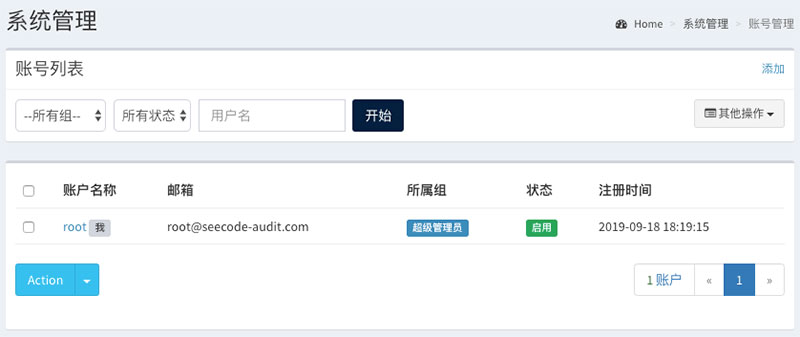 系统管理
Home > 系统管理 > 账号管理
账号列表
添加
--所有组-- 所有状态 用户名 开始 其他操作
账户名称 邮箱 所属组 状态 注册时间
root 我 root@seecode-audit.com 超级管理员 启用 2019-09-18 18:19:15
Action 1 账户 « 1 »